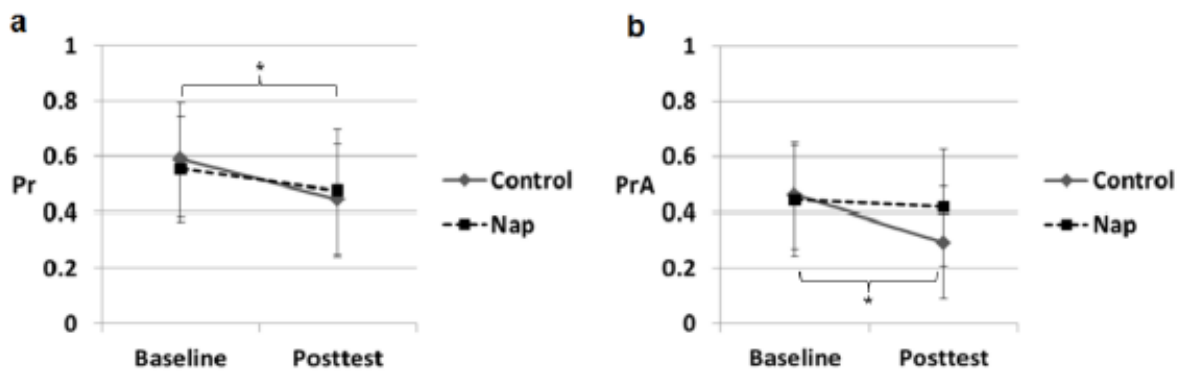 a
1
0.8
0.6
0.4
0.2
0
Pr
*
Baseline Posttest
Control
Nap
b
1
0.8
0.6
0.4
0.2
0
PrA
*
Baseline Posttest
Control
Nap